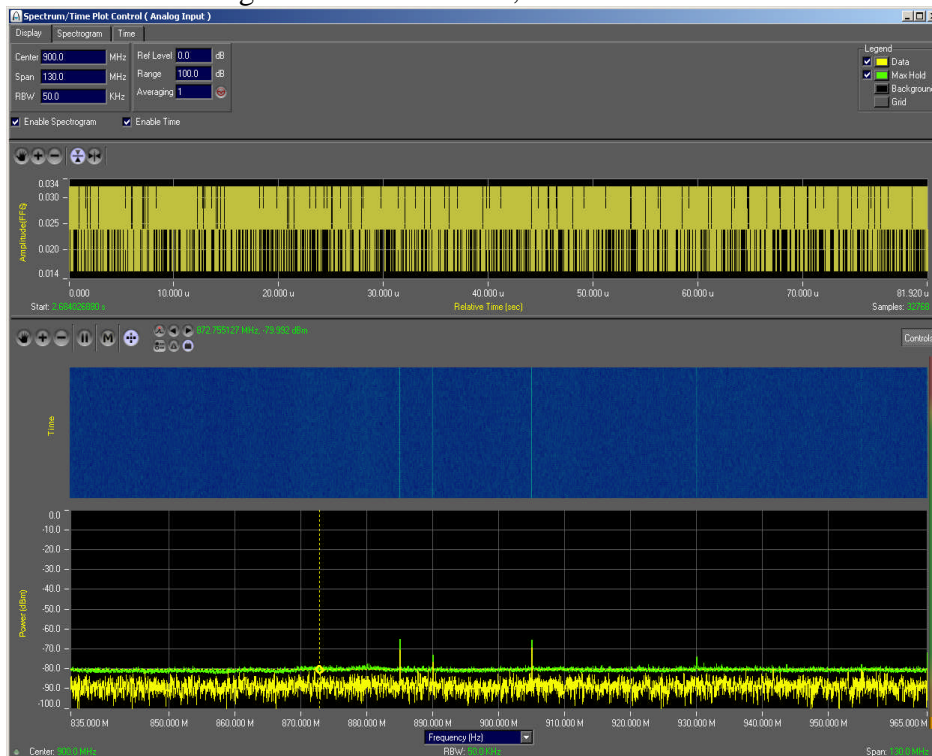 Spectrum/Time Plot Control ( Analog Input )
Display Spectrogram Time
Center 900.0 MHz Ref Level 0.0 dB
Span 130.0 MHz Range 100.0 dB
RBW 50.0 KHz Averaging 1
Legend
Data
Max Hold
Background
Grid
Enable Spectrogram Enable Time
Amplitude(FFS)
0.034
0.030
0.025
0.020
0.014
0.000 10.000 u 20.000 u 30.000 u 40.000 u 50.000 u 60.000 u 70.000 u 81.920 u
Start: 2.684026880 s Relative Time (sec) Samples: 32768
872.755127 MHz, -79.992 dBm
Controls
Time
Power (dBm)
0.0
-10.0
-20.0
-30.0
-40.0
-50.0
-60.0
-70.0
-80.0
-90.0
-100.0
835.000 M 850.000 M 860.000 M 870.000 M 880.000 M 890.000 M 900.000 M 910.000 M 920.000 M 930.000 M 940.000 M 950.000 M 965.000 M
Frequency (Hz)
Center: 900.0 MHz RBW: 50.0 KHz Span: 130.0 MHz